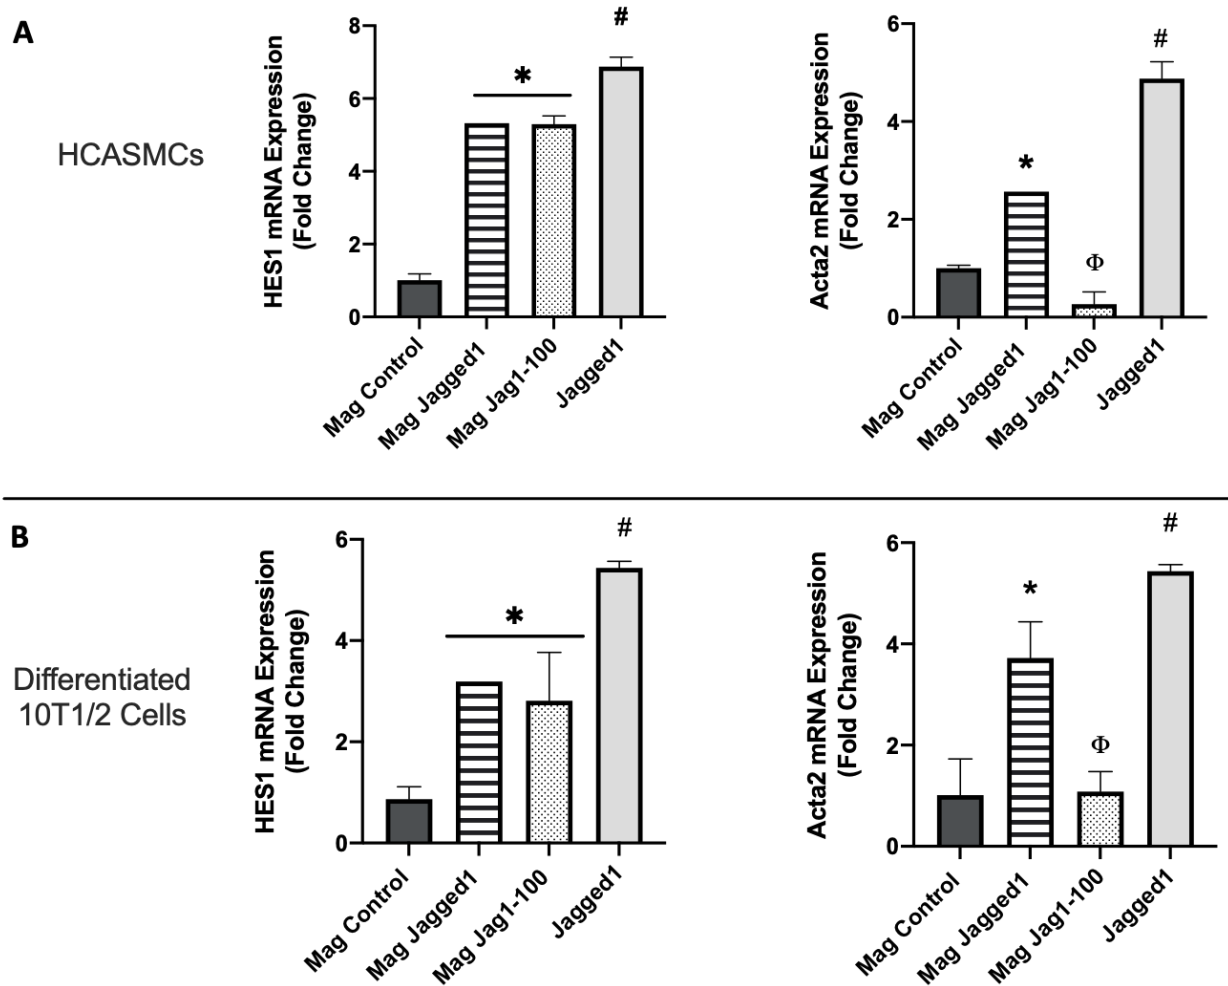 A
HCASMCs
HES1 mRNA Expression
(Fold Change)
8
6
4
2
0
*
#
Mag Control
Mag Jagged1
Mag Jag1-100
Jagged1
Acta2 mRNA Expression
(Fold Change)
6
4
2
0
*
Φ
#
Mag Control
Mag Jagged1
Mag Jag1-100
Jagged1
B
Differentiated
10T1/2 Cells
HES1 mRNA Expression
(Fold Change)
6
4
2
0
*
#
Mag Control
Mag Jagged1
Mag Jag1-100
Jagged1
Acta2 mRNA Expression
(Fold Change)
6
4
2
0
*
Φ
#
Mag Control
Mag Jagged1
Mag Jag1-100
Jagged1